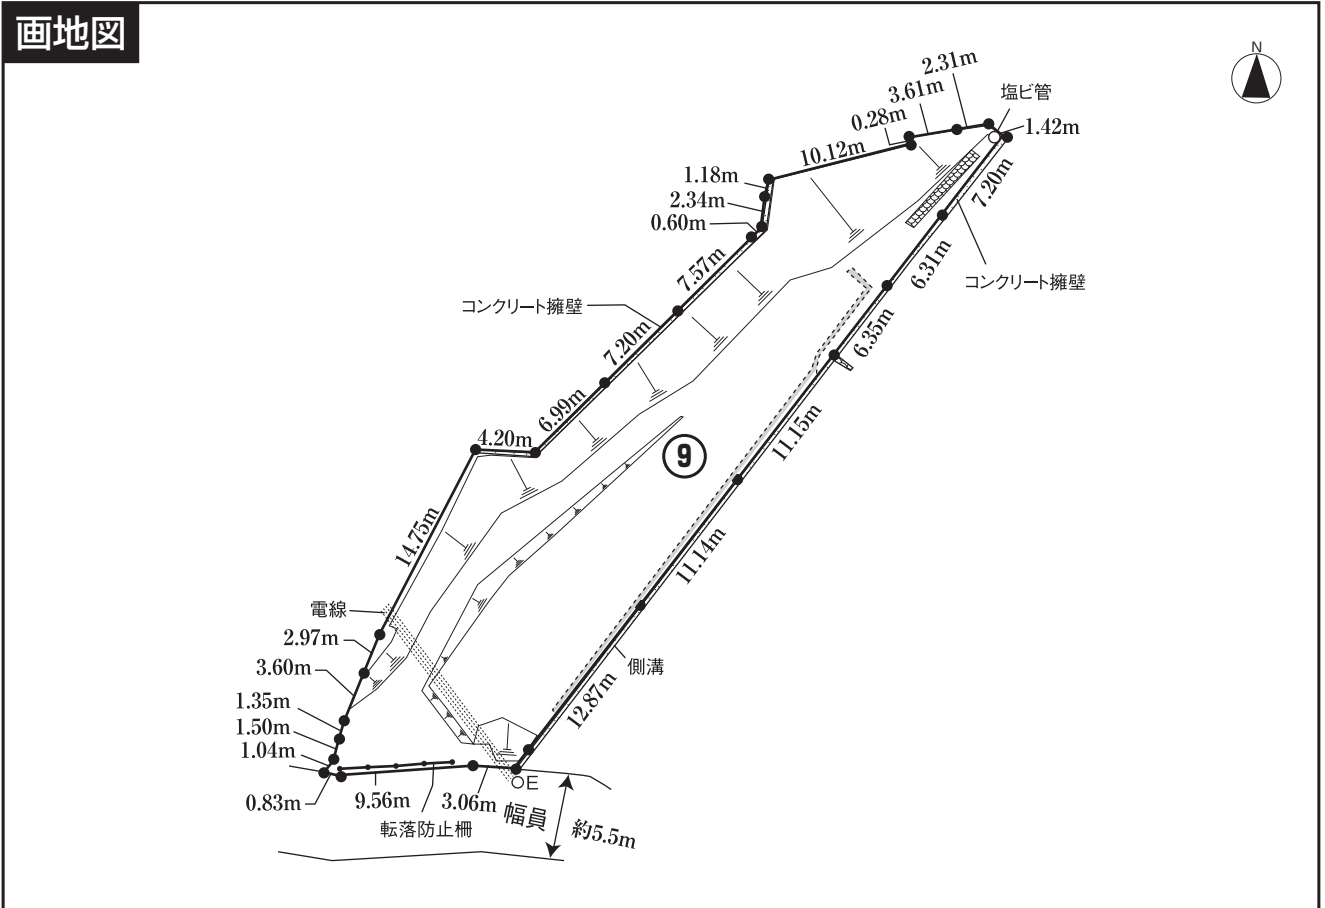 画地図
N
2.31m
3.61m
塩ビ管
0.28m
1.42m
10.12m
1.18m
7.20m
2.34m
0.60m
7.57m
6.31m
コンクリート擁壁
コンクリート擁壁
7.20m
6.35m
6.99m
4.20m
9
11.15m
14.75m
11.14m
電線
2.97m
3.60m
側溝
1.35m
12.87m
1.50m
1.04m
E
0.83m
9.56m
3.06m
幅員
約5.5m
転落防止柵